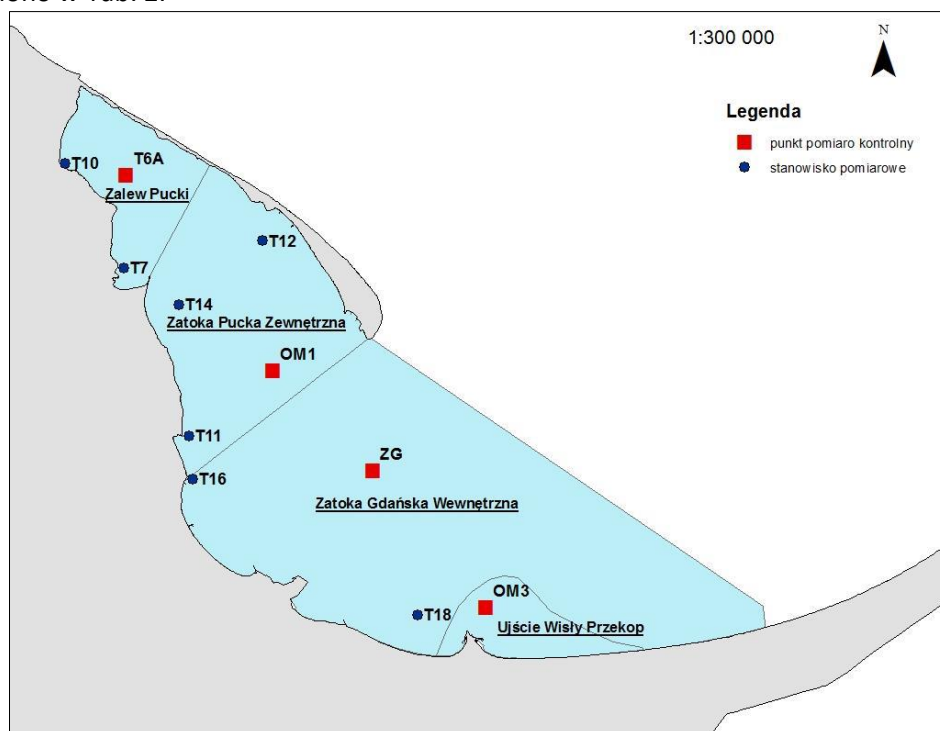 1:300 000
N
Legenda
punkt pomiaro kontrolny
stanowisko pomiarowe
T10
T6A
Zalew Pucki
T12
T7
T14
Zatoka Pucka Zewnętrzna
OM1
T11
ZG
T16
Zatoka Gdańska Wewnętrzna
OM3
T18
Ujście Wisły Przekop